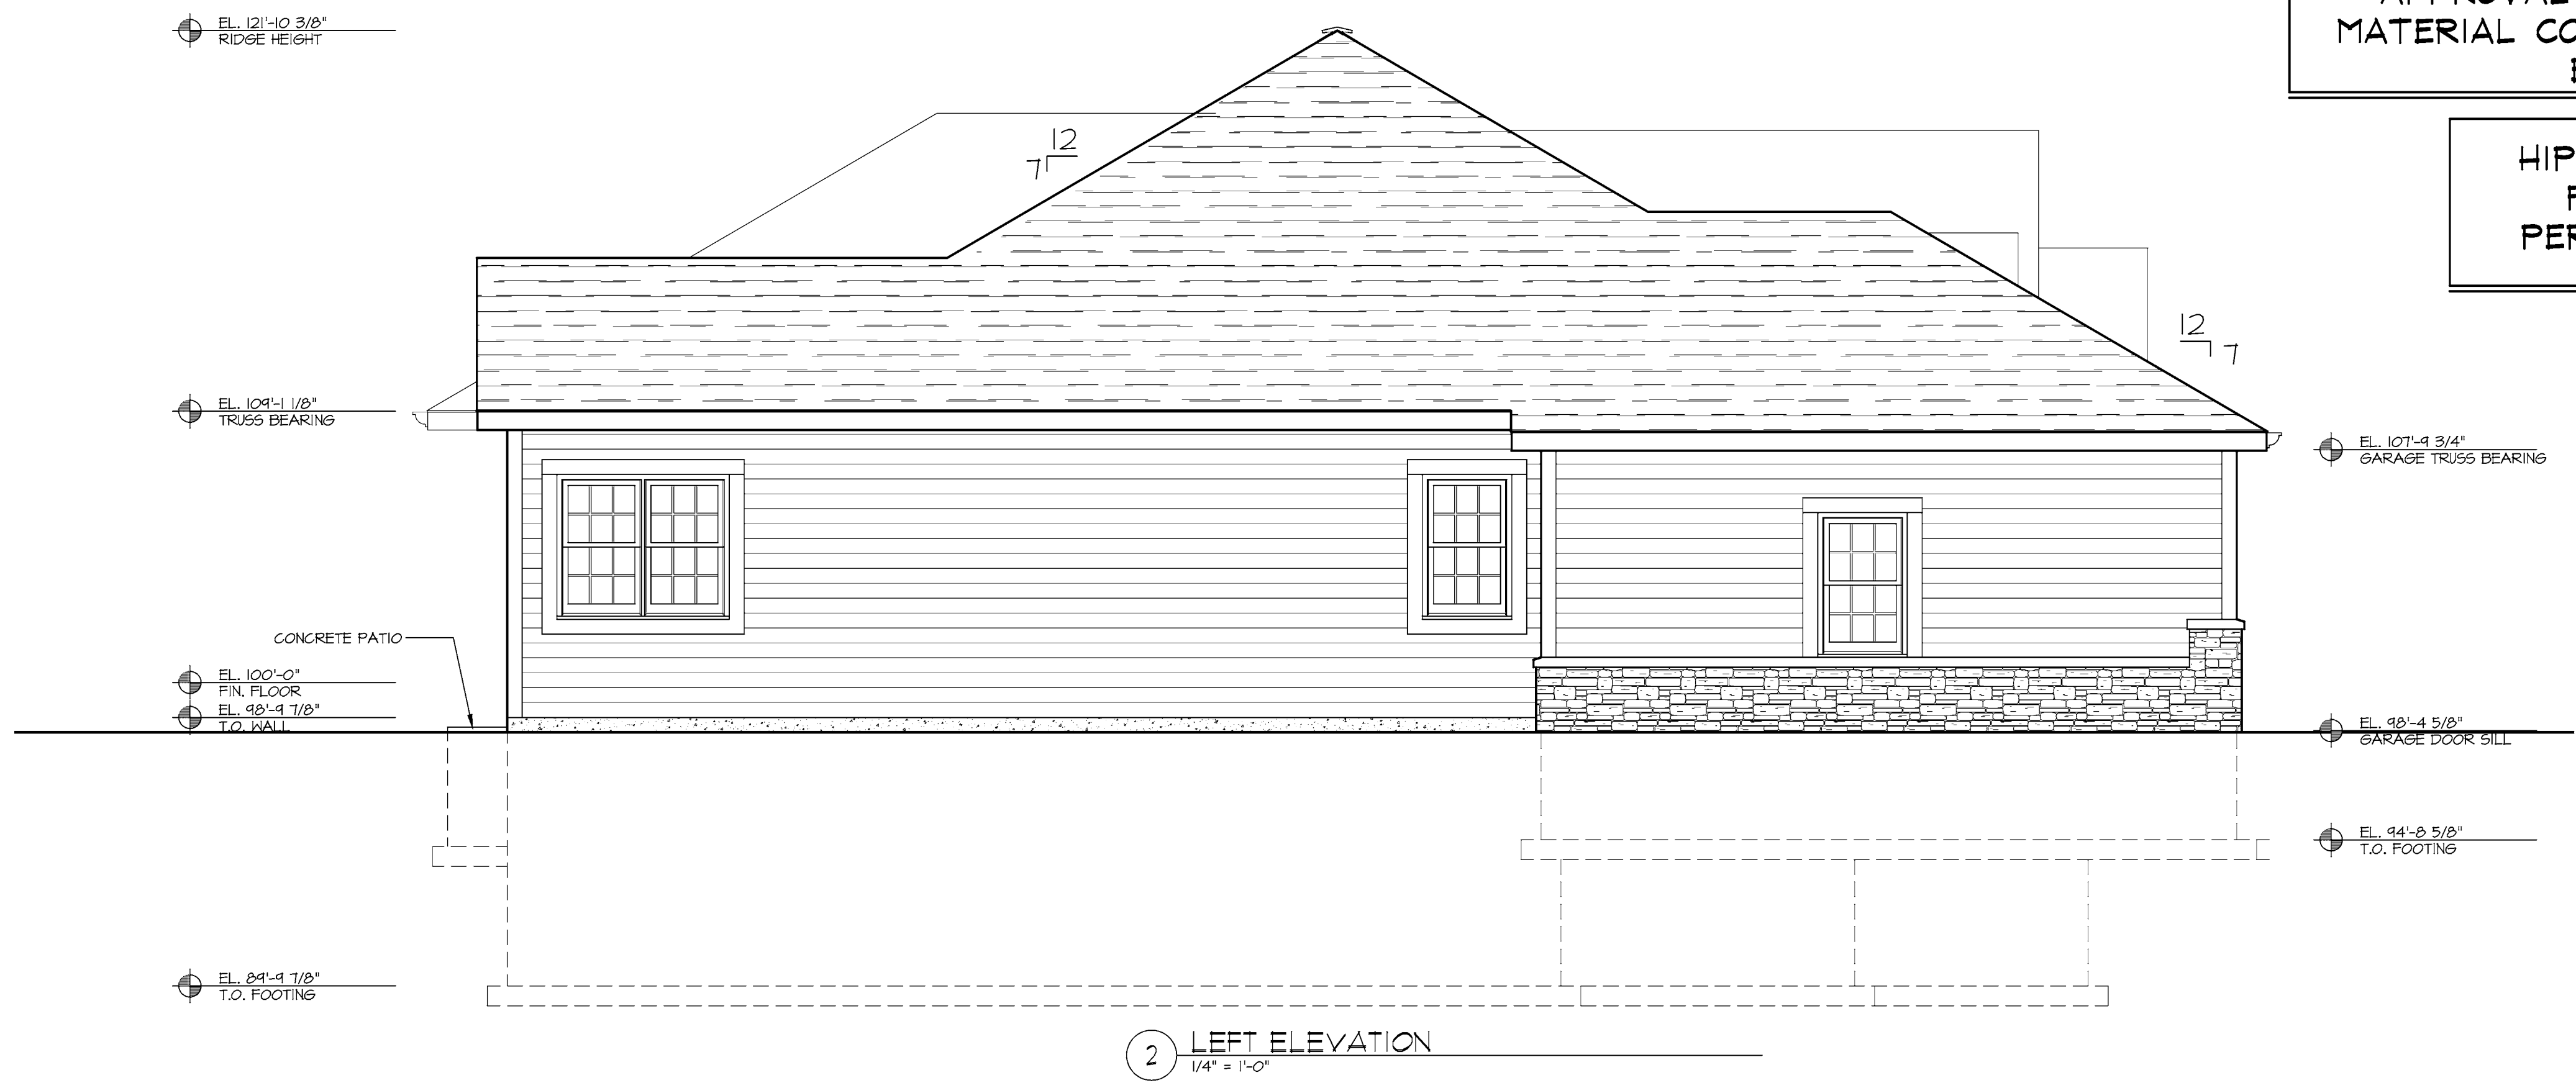 EL. 121'-10 3/8"
RIDGE HEIGHT
MATERIAL
HIP
12
7
12
7
EL. 109'-1 1/8"
TRUSS BEARING
EL. 107'-9 3/4"
GARAGE TRUSS BEARING
CONCRETE PATIO
EL. 100'-0"
FIN. FLOOR
EL. 98'-9 7/8"
T.O. WALL
EL. 98'-4 5/8"
GARAGE DOOR SILL
EL. 94'-8 5/8"
T.O. FOOTING
EL. 89'-9 7/8"
T.O. FOOTING
2 LEFT ELEVATION
1/4" = 1'-0"